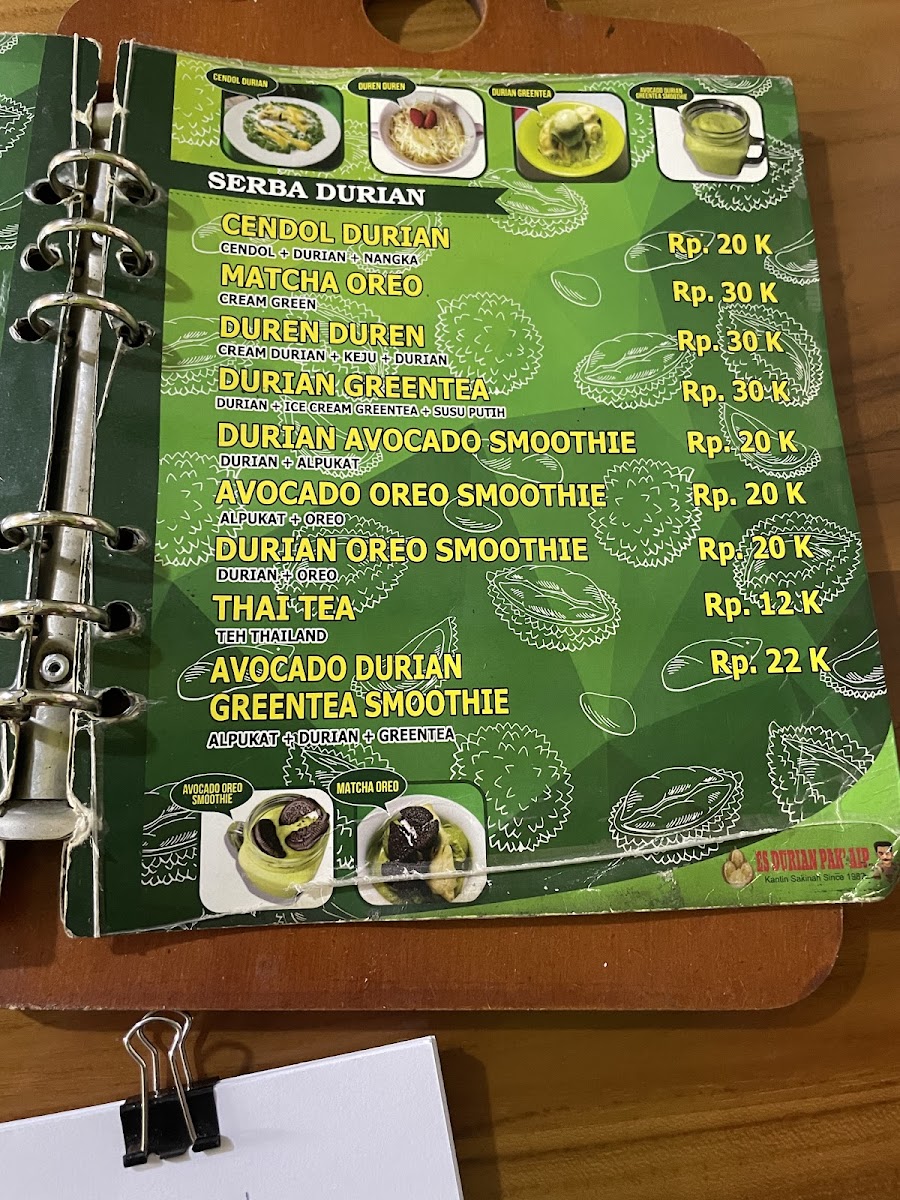 CENDOL DURIAN
DUREN DUREN
DURIAN GREENTEA
AVOCADO DURIAN
GREENTEA SMOOTHIE
SERBA DURIAN
CENDOL DURIAN Rp. 20 K
CENDOL + DURIAN + NANGKA
MATCHA OREO Rp. 30 K
CREAM GREEN
DUREN DUREN Rp. 30 K
CREAM DURIAN + KEJU + DURIAN
DURIAN GREENTEA Rp. 30 K
DURIAN + ICE CREAM GREENTEA + SUSU PUTIH
DURIAN AVOCADO SMOOTHIE Rp. 20 K
DURIAN + ALPUKAT
AVOCADO OREO SMOOTHIE Rp. 20 K
ALPUKAT + OREO
DURIAN OREO SMOOTHIE Rp. 20 K
DURIAN + OREO
THAI TEA Rp. 12 K
TEH THAILAND
AVOCADO DURIAN Rp. 22 K
GREENTEA SMOOTHIE
ALPUKAT + DURIAN + GREENTEA
AVOCADO OREO
SMOOTHIE
MATCHA OREO
ES DURIAN PAK' AIP
Kantin Sakinah Since 1987